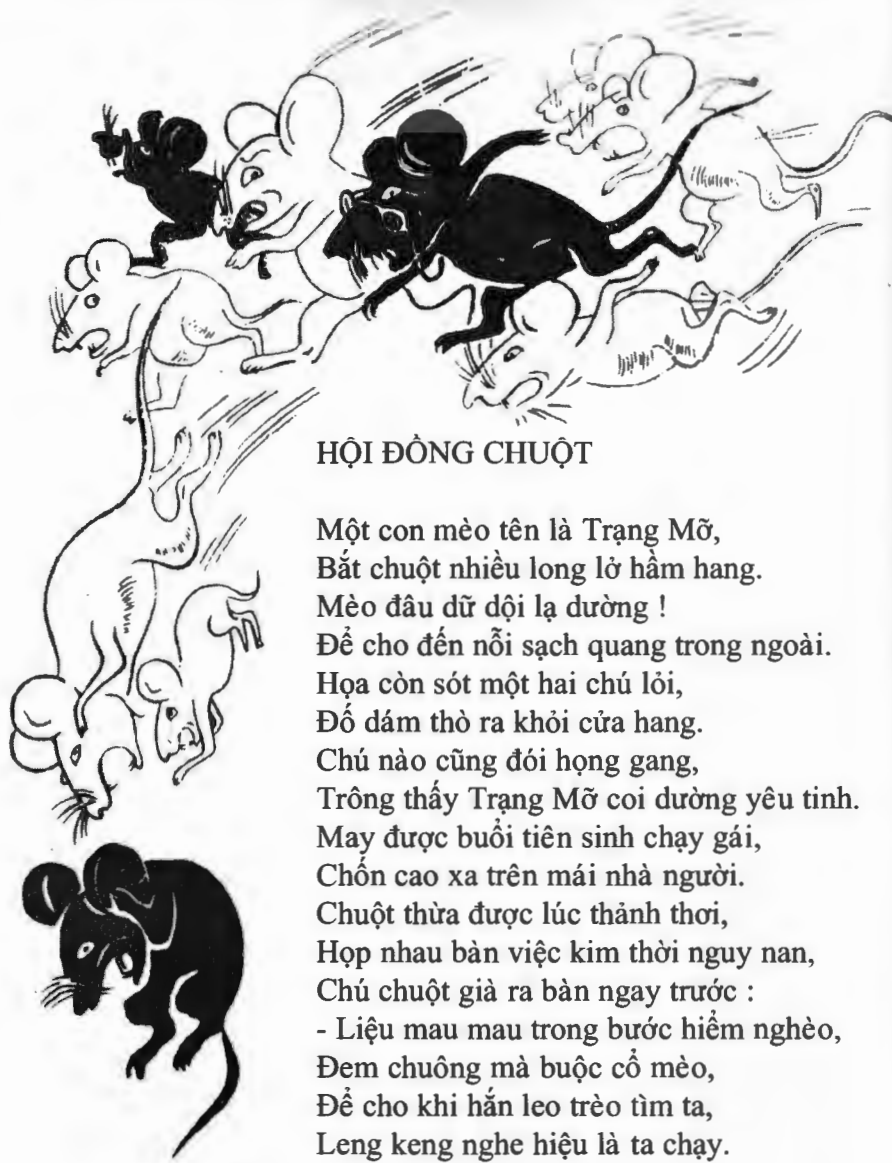 HỘI ĐỒNG CHUỘT
Một con mèo tên là Trạng Mỡ,
Bắt chuột nhiều long lở hầm hang.
Mèo đâu dữ dội lạ dường !
Để cho đến nỗi sạch quang trong ngoài.
Họa còn sót một hai chú lỏi,
Đố dám thò ra khỏi cửa hang.
Chú nào cũng đói họng gang,
Trông thấy Trạng Mỡ coi dường yêu tinh.
May được buổi tiên sinh chạy gái,
Chốn cao xa trên mái nhà người.
Chuột thừa được lúc thảnh thơi,
Họp nhau bàn việc kim thời nguy nan,
Chú chuột già ra bàn ngay trước :
- Liệu mau mau trong bước hiểm nghèo,
Đem chuông mà buộc cổ mèo,
Để cho khi hắn leo trèo tìm ta,
Leng keng nghe hiệu là ta chạy.